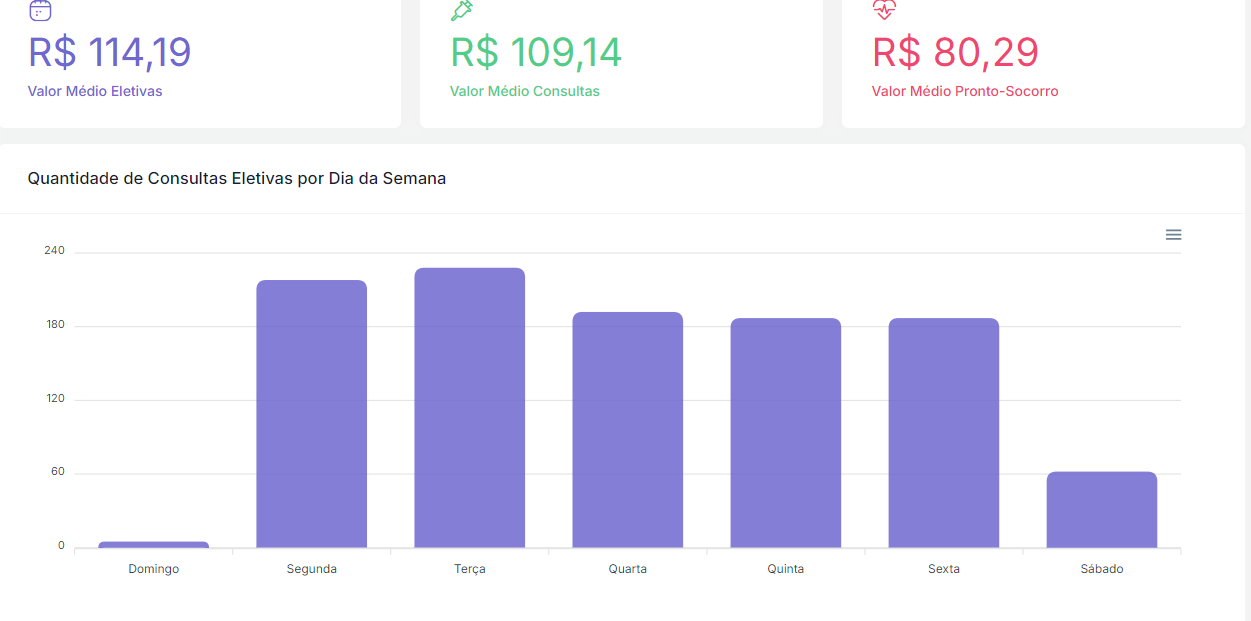 R$ 114,19
Valor Médio Eletivas
R$ 109,14
Valor Médio Consultas
R$ 80,29
Valor Médio Pronto-Socorro
Quantidade de Consultas Eletivas por Dia da Semana
240
180
120
60
0
Domingo
Segunda
Terça
Quarta
Quinta
Sexta
Sábado